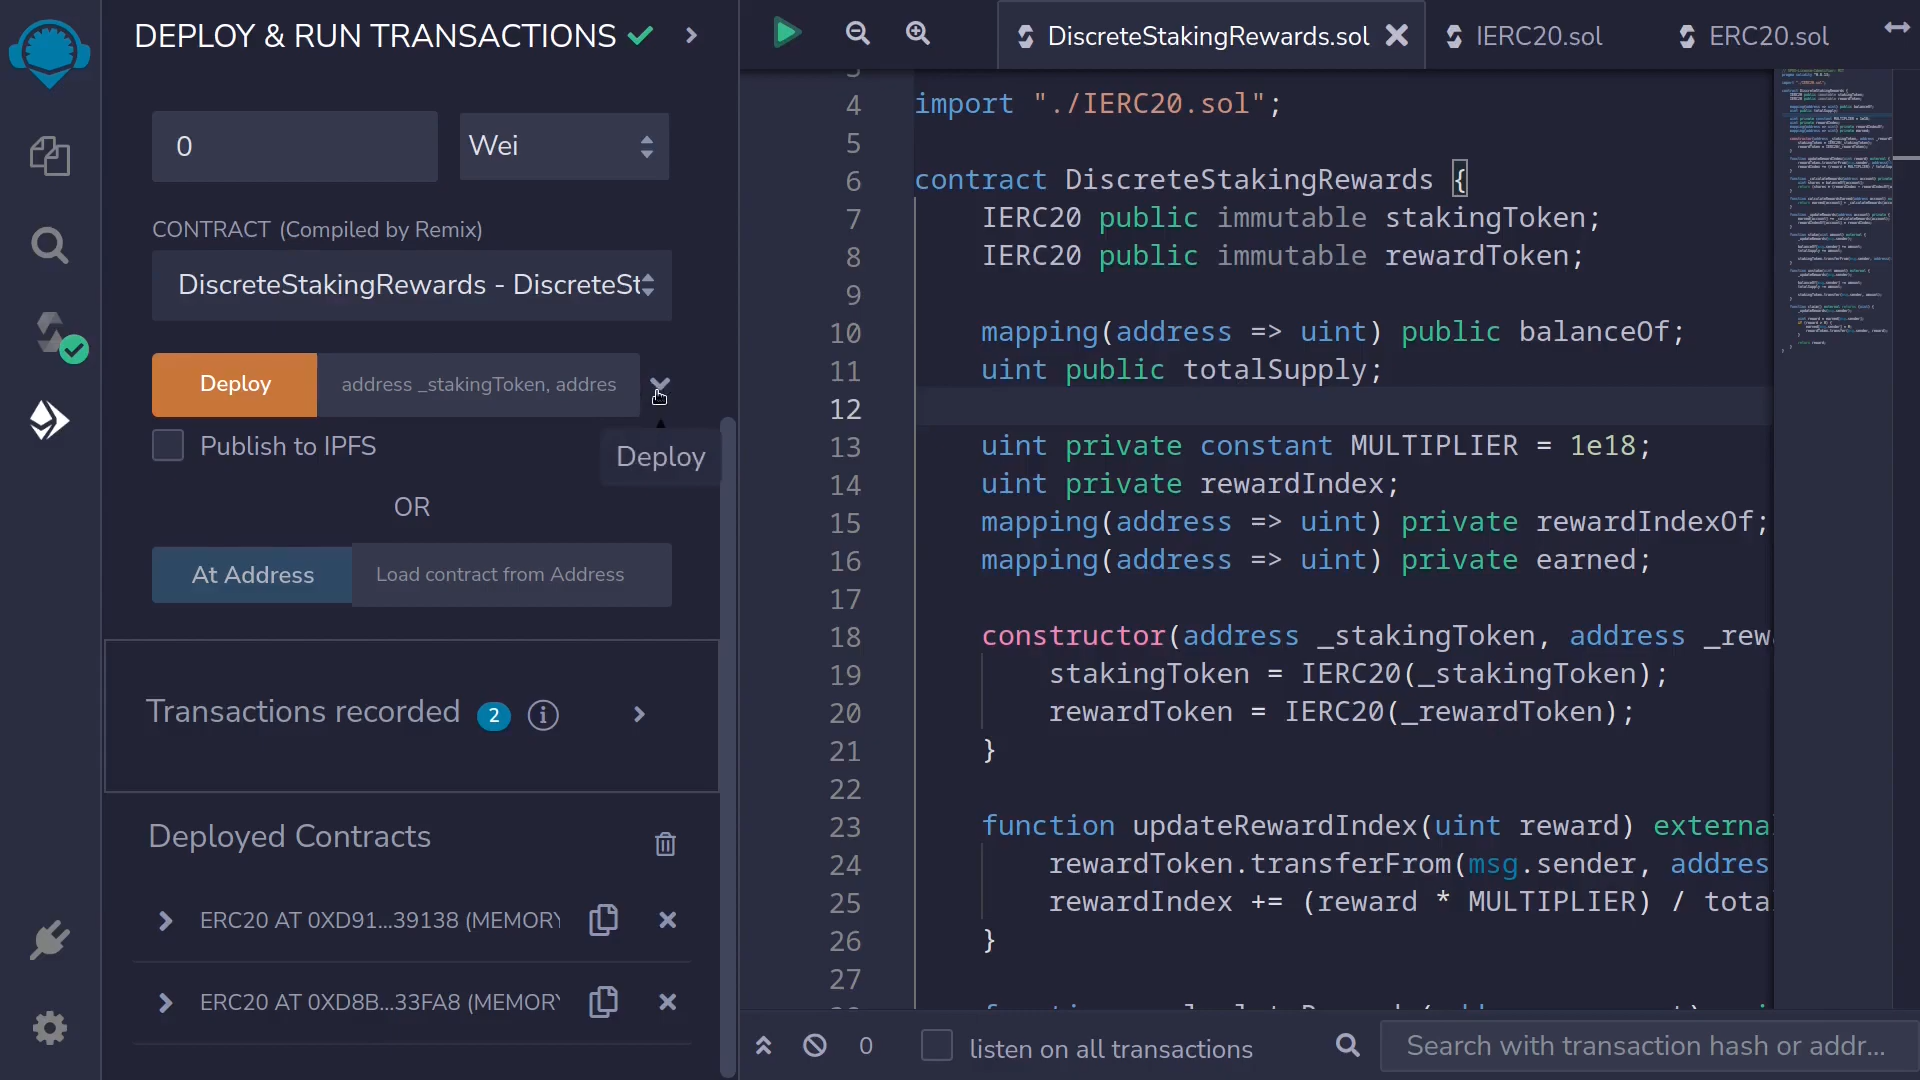 DEPLOY & RUN TRANSACTIONS
0
Wei
CONTRACT (Compiled by Remix)
DiscreteStakingRewards - DiscreteSt
Deploy
address _stakingToken, addres
Publish to IPFS
Deploy
OR
At Address
Load contract from Address
Transactions recorded 2
Deployed Contracts
ERC20 AT 0XD91...39138 (MEMORY
ERC20 AT 0XD8B...33FA8 (MEMORY
DiscreteStakingRewards.sol
IERC20.sol
ERC20.sol
4 import "./IERC20.sol";
5
6 contract DiscreteStakingRewards {
7 IERC20 public immutable stakingToken;
8 IERC20 public immutable rewardToken;
9
10 mapping(address => uint) public balanceOf;
11 uint public totalSupply;
12
13 uint private constant MULTIPLIER = 1e18;
14 uint private rewardIndex;
15 mapping(address => uint) private rewardIndexOf;
16 mapping(address => uint) private earned;
17
18 constructor(address _stakingToken, address _rew
19 stakingToken = IERC20(_stakingToken);
20 rewardToken = IERC20(_rewardToken);
21 }
22
23 function updateRewardIndex(uint reward) externa
24 rewardToken.transferFrom(msg.sender, addres
25 rewardIndex += (reward * MULTIPLIER) / tota
26 }
27
0
listen on all transactions
Search with transaction hash or addr...